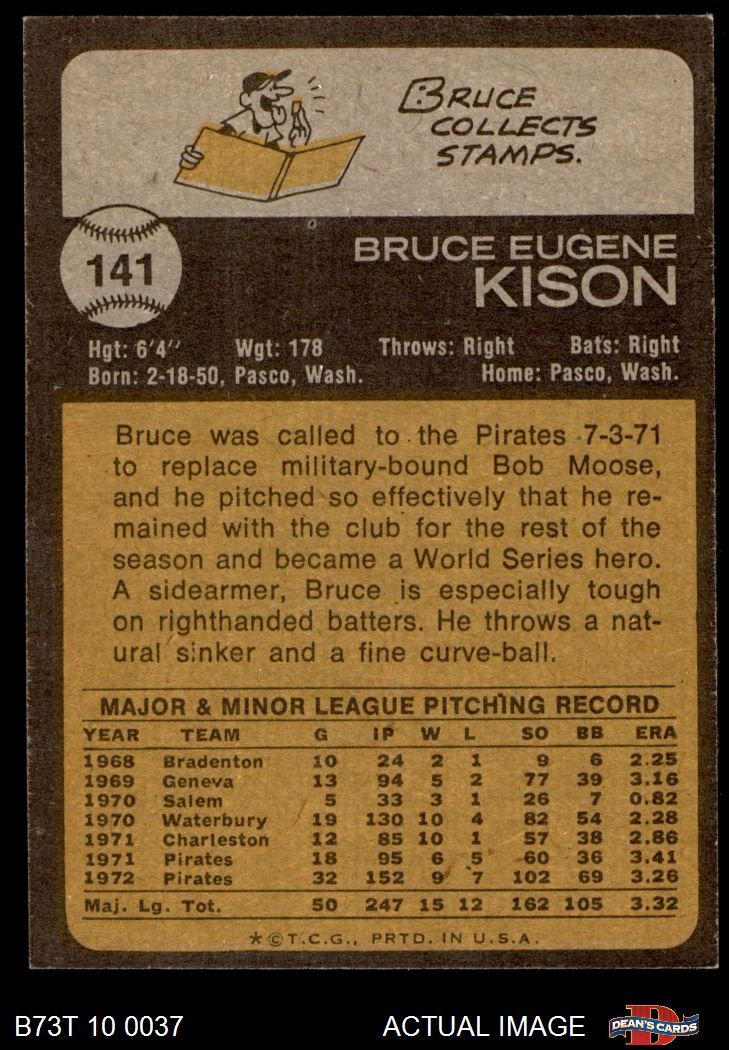 BRUCE
COLLECTS
STAMPS.
141
BRUCE EUGENE
KISON
Hgt: 6'4" Wgt: 178 Throws: Right Bats: Right
Born: 2-18-50, Pasco, Wash. Home: Pasco, Wash.
Bruce was called to the Pirates 7-3-71
to replace military-bound Bob Moose,
and he pitched so effectively that he re-
mained with the club for the rest of the
season and became a World Series hero.
A sidearmer, Bruce is especially tough
on righthanded batters. He throws a nat-
ural sinker and a fine curve-ball.
MAJOR & MINOR LEAGUE PITCHING RECORD
YEAR TEAM G IP W L SO BB ERA
1968 Bradenton 10 24 2 1 9 6 2.25
1969 Geneva 13 94 5 2 77 39 3.16
1970 Salem 5 33 3 1 26 7 0.82
1970 Waterbury 19 130 10 4 82 54 2.28
1971 Charleston 12 85 10 1 57 38 2.86
1971 Pirates 18 95 6 5 60 36 3.41
1972 Pirates 32 152 9 7 102 69 3.26
Maj. Lg. Tot. 50 247 15 12 162 105 3.32
*©T.C.G., PRTD. IN U.S.A.
B73T 10 0037 ACTUAL IMAGE D DEAN'S CARDS